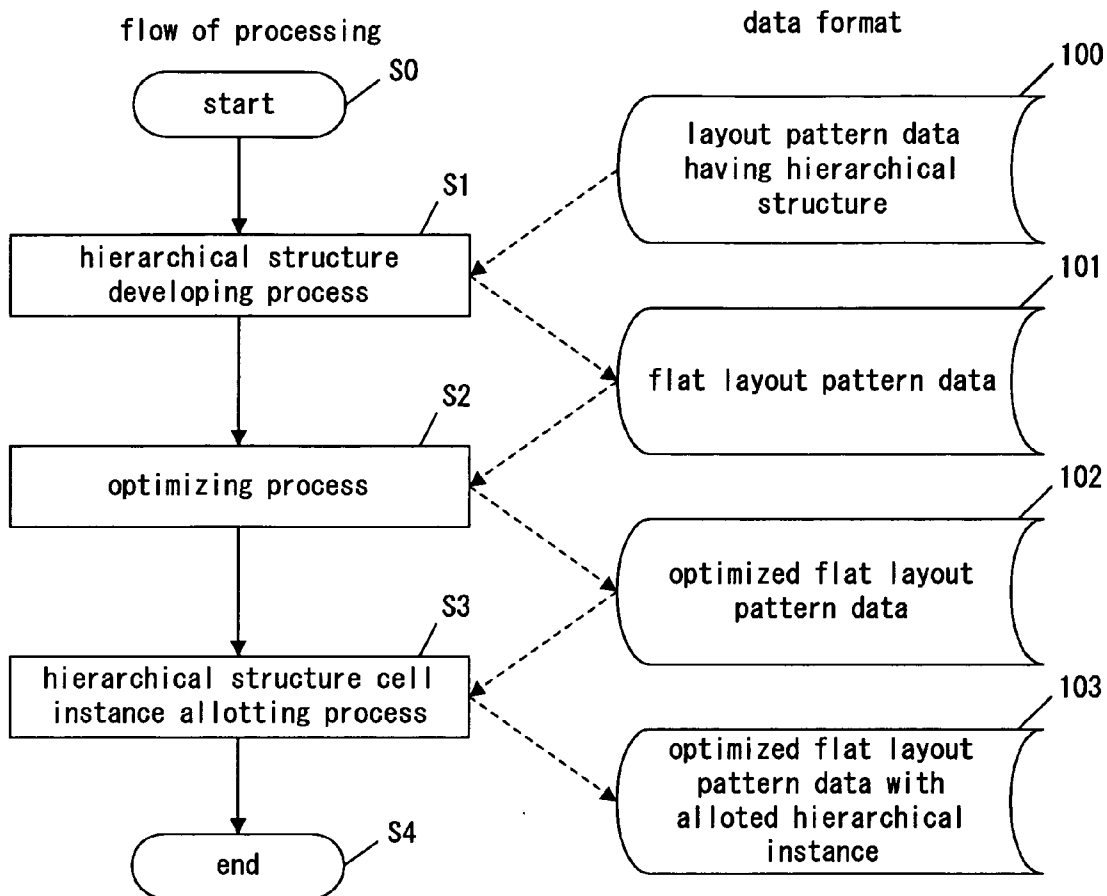 flow of processing
data format
S0
start
100
layout pattern data
having hierarchical
structure
S1
hierarchical structure
developing process
101
flat layout pattern data
S2
optimizing process
102
optimized flat layout
pattern data
S3
hierarchical structure cell
instance allotting process
103
optimized flat layout
pattern data with
alloted hierarchical
instance
S4
end